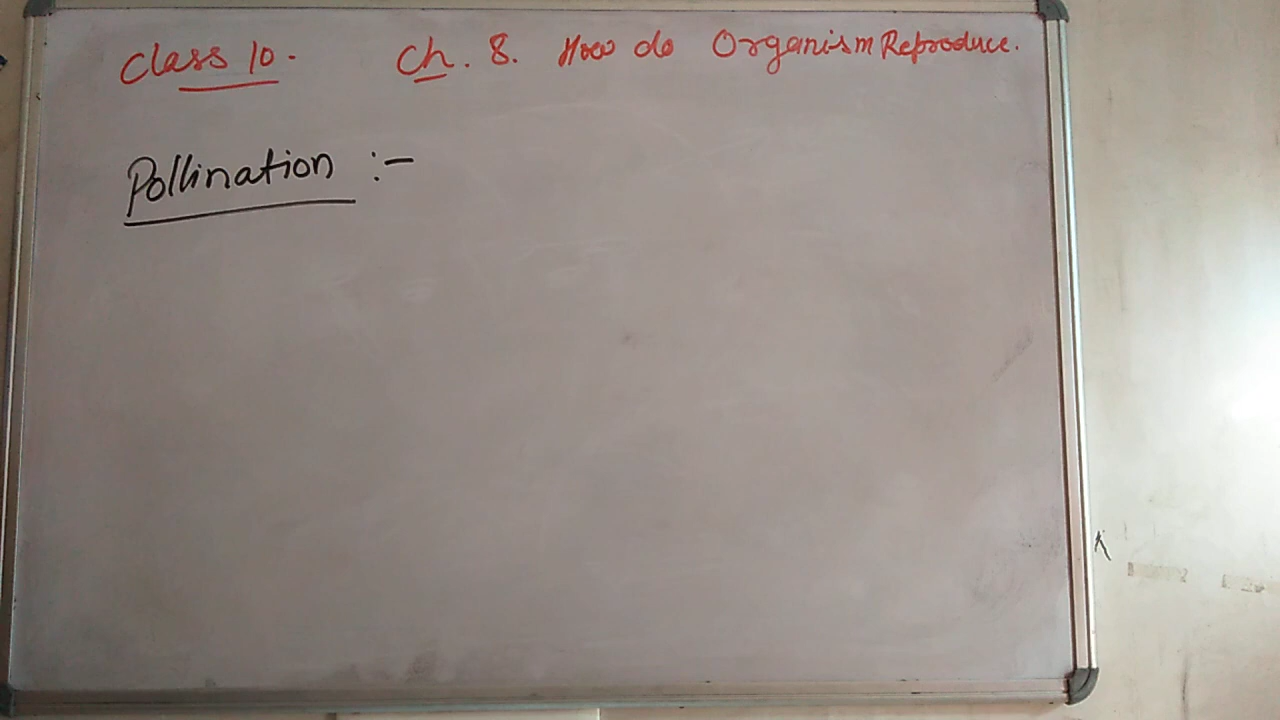 Class 10. Ch. 8. How do Organism Reproduce.
Pollination :-